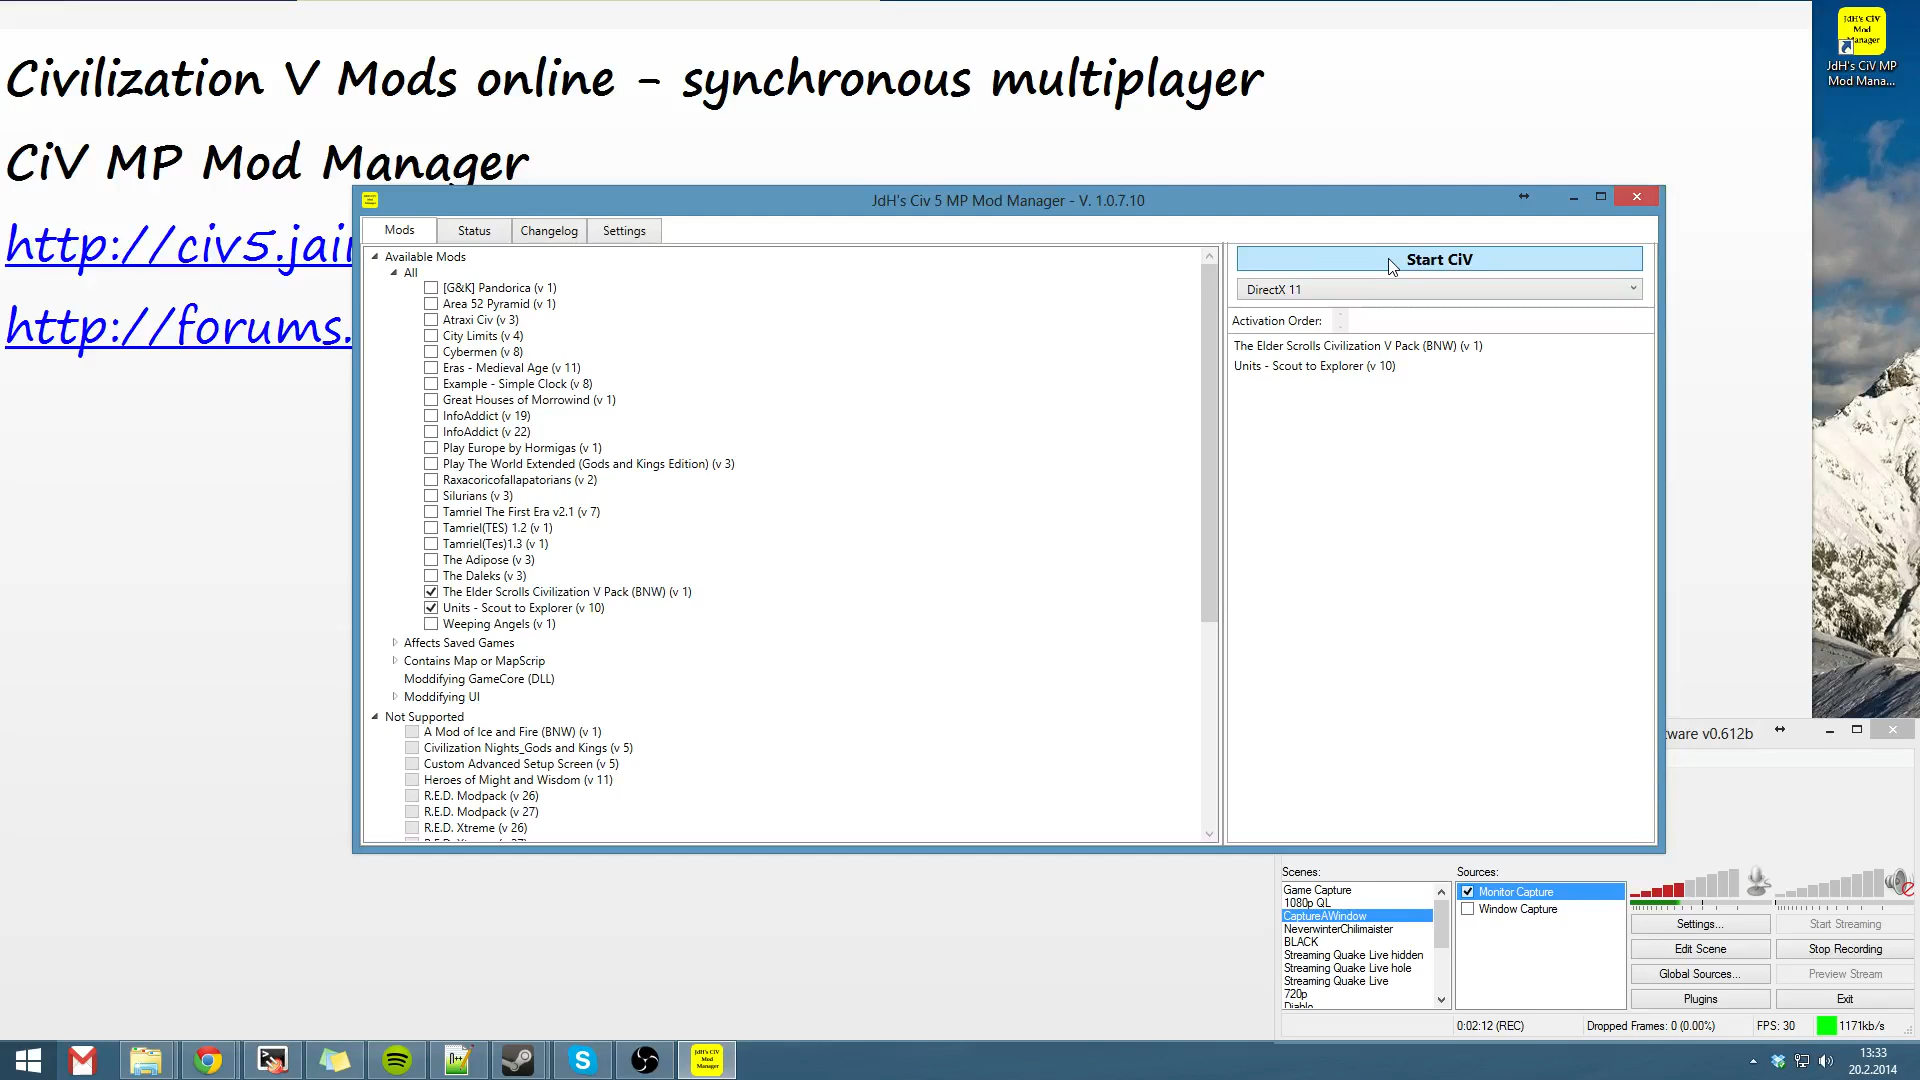 Civilization V Mods online - synchronous multiplayer
CiV MP Mod Manager
http://civ5.jai
http://forums.
JdH's CiV
Mod
Manager
JdH's CiV MP
Mod Mana...
JdH's Civ 5 MP Mod Manager - V. 1.0.7.10
Mods
Status
Changelog
Settings
Available Mods
All
[G&K] Pandorica (v 1)
Area 52 Pyramid (v 1)
Atraxi Civ (v 3)
City Limits (v 4)
Cybermen (v 8)
Eras - Medieval Age (v 11)
Example - Simple Clock (v 8)
Great Houses of Morrowind (v 1)
InfoAddict (v 19)
InfoAddict (v 22)
Play Europe by Hormigas (v 1)
Play The World Extended (Gods and Kings Edition) (v 3)
Raxacoricofallapatorians (v 2)
Silurians (v 3)
Tamriel The First Era v2.1 (v 7)
Tamriel(TES) 1.2 (v 1)
Tamriel(Tes)1.3 (v 1)
The Adipose (v 3)
The Daleks (v 3)
The Elder Scrolls Civilization V Pack (BNW) (v 1)
Units - Scout to Explorer (v 10)
Weeping Angels (v 1)
Affects Saved Games
Contains Map or MapScrip
Moddifying GameCore (DLL)
Moddifying UI
Not Supported
A Mod of Ice and Fire (BNW) (v 1)
Civilization Nights_Gods and Kings (v 5)
Custom Advanced Setup Screen (v 5)
Heroes of Might and Wisdom (v 11)
R.E.D. Modpack (v 26)
R.E.D. Modpack (v 27)
R.E.D. Xtreme (v 26)
Start CiV
DirectX 11
Activation Order:
The Elder Scrolls Civilization V Pack (BNW) (v 1)
Units - Scout to Explorer (v 10)
tware v0.612b
Scenes:
Game Capture
1080p QL
CaptureAWindow
NeverwinterChilimaister
BLACK
Streaming Quake Live hidden
Streaming Quake Live hole
Streaming Quake Live
720p
Diablo
Sources:
Monitor Capture
Window Capture
Settings...
Start Streaming
Edit Scene
Stop Recording
Global Sources...
Preview Stream
Plugins
Exit
0:02:12 (REC)
Dropped Frames: 0 (0.00%)
FPS: 30
1171kb/s
JdH's CiV
Mod
Manager
13:33
20.2.2014